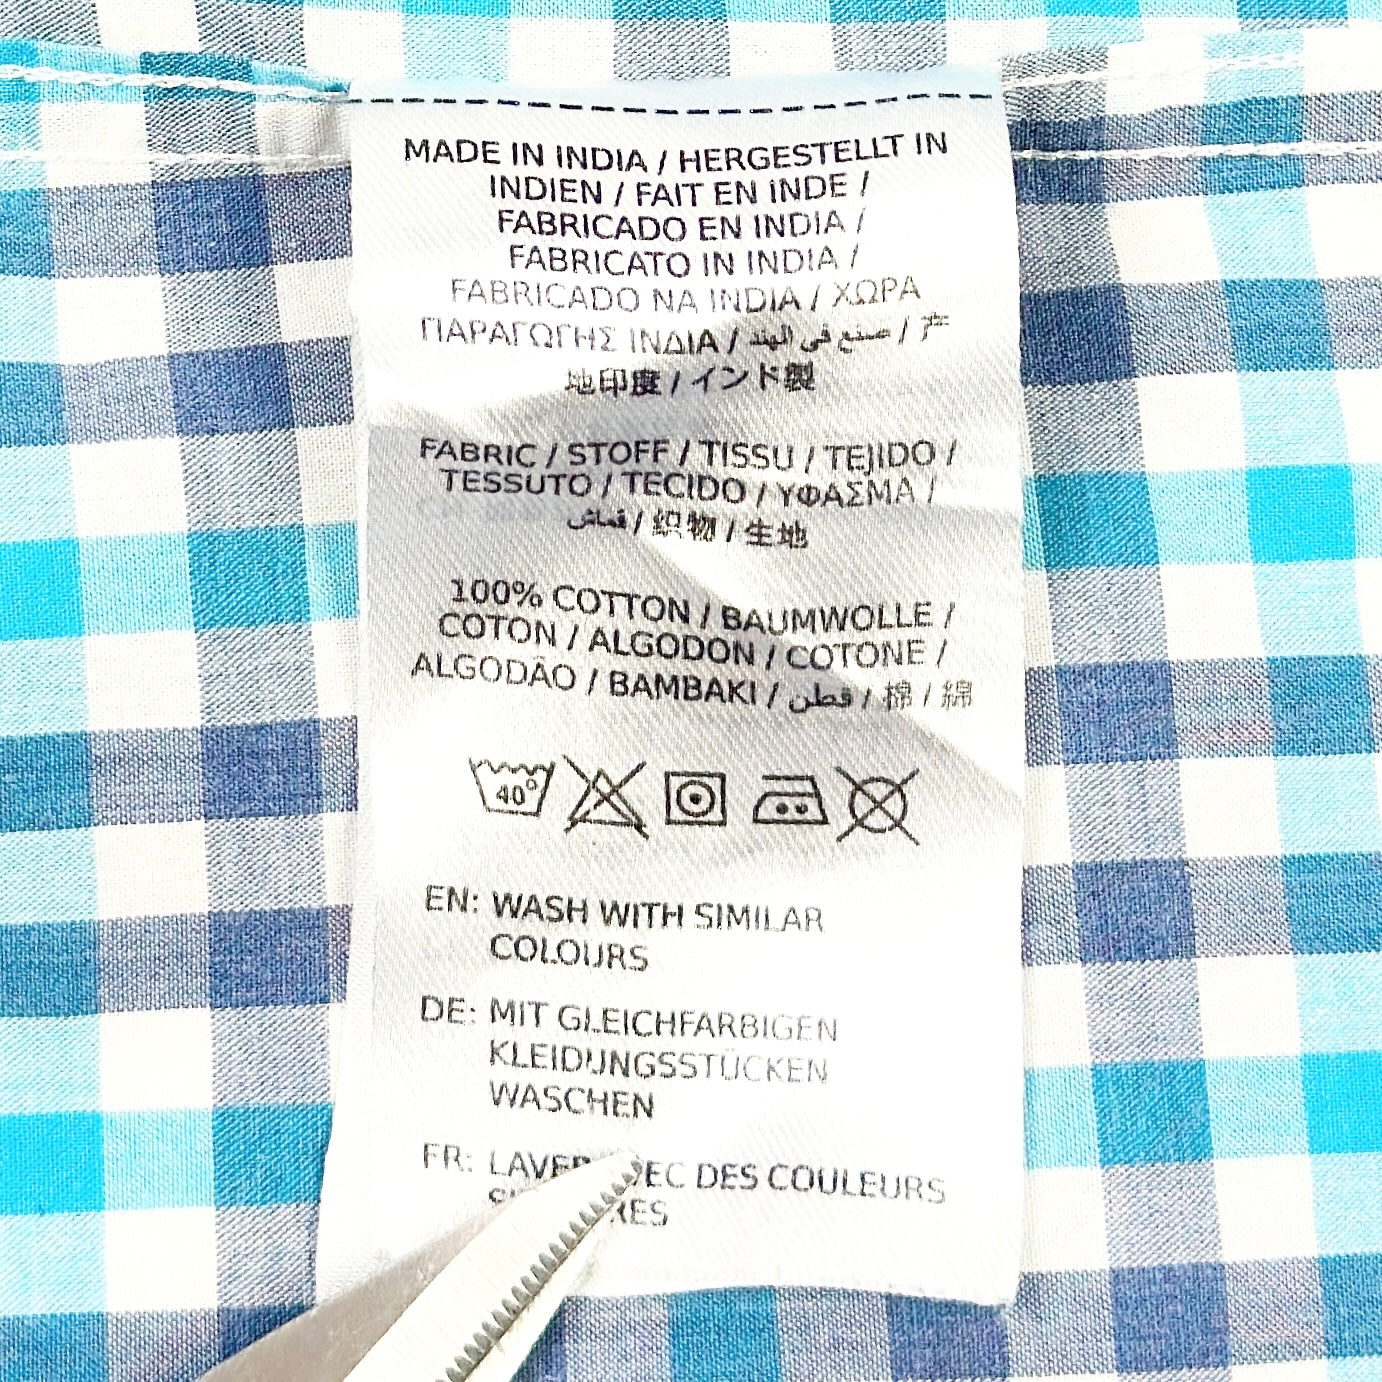 MADE IN INDIA / HERGESTELLT IN
INDIEN / FAIT EN INDE /
FABRICADO EN INDIA /
FABRICATO IN INDIA /
FABRICADO NA INDIA / ΧΩΡΑ
ΠΑΡΑΓΩΓΗΣ ΙΝΔΙΑ / صنع في الهند / 产
地印度 / インド製
FABRIC / STOFF / TISSU / TEJIDO /
TESSUTO / TECIDO / ΥΦΑΣΜΑ /
قماش / 织物 / 生地
100% COTTON / BAUMWOLLE /
COTON / ALGODON / COTONE /
ALGODÃO / BAMBAKI / قطن / 棉 / 綿
40°
EN: WASH WITH SIMILAR
COLOURS
DE: MIT GLEICHFARBIGEN
KLEIDUNGSSTÜCKEN
WASCHEN
FR: LAVER DES COULEURS